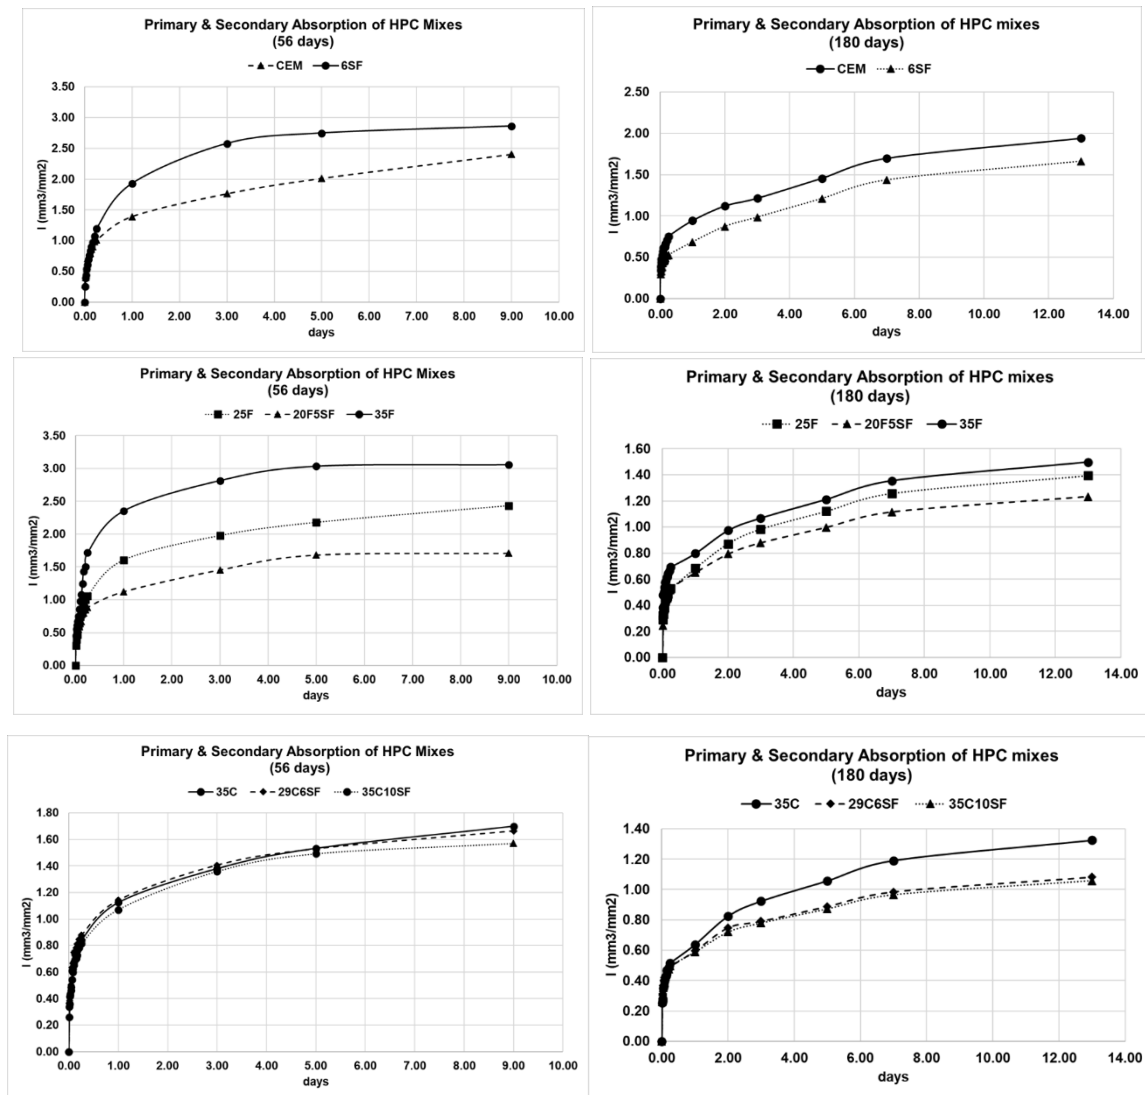 Primary & Secondary Absorption of HPC Mixes
(56 days)
CEM 6SF
3.50
3.00
2.50
2.00
1.50
1.00
0.50
0.00
I (mm3/mm2)
0.00 1.00 2.00 3.00 4.00 5.00 6.00 7.00 8.00 9.00 10.00
days
Primary & Secondary Absorption of HPC mixes
(180 days)
CEM 6SF
2.50
2.00
1.50
1.00
0.50
0.00
I (mm3/mm2)
0.00 2.00 4.00 6.00 8.00 10.00 12.00 14.00
days
Primary & Secondary Absorption of HPC Mixes
(56 days)
25F 20F5SF 35F
3.50
3.00
2.50
2.00
1.50
1.00
0.50
0.00
I (mm3/mm2)
0.00 1.00 2.00 3.00 4.00 5.00 6.00 7.00 8.00 9.00 10.00
days
Primary & Secondary Absorption of HPC mixes
(180 days)
25F 20F5SF 35F
1.60
1.40
1.20
1.00
0.80
0.60
0.40
0.20
0.00
I (mm3/mm2)
0.00 2.00 4.00 6.00 8.00 10.00 12.00 14.00
days
Primary & Secondary Absorption of HPC Mixes
(56 days)
35C 29C6SF 35C10SF
1.80
1.60
1.40
1.20
1.00
0.80
0.60
0.40
0.20
0.00
I (mm3/mm2)
0.00 1.00 2.00 3.00 4.00 5.00 6.00 7.00 8.00 9.00 10.00
days
Primary & Secondary Absorption of HPC mixes
(180 days)
35C 29C6SF 35C10SF
1.40
1.20
1.00
0.80
0.60
0.40
0.20
0.00
I (mm3/mm2)
0.00 2.00 4.00 6.00 8.00 10.00 12.00 14.00
days